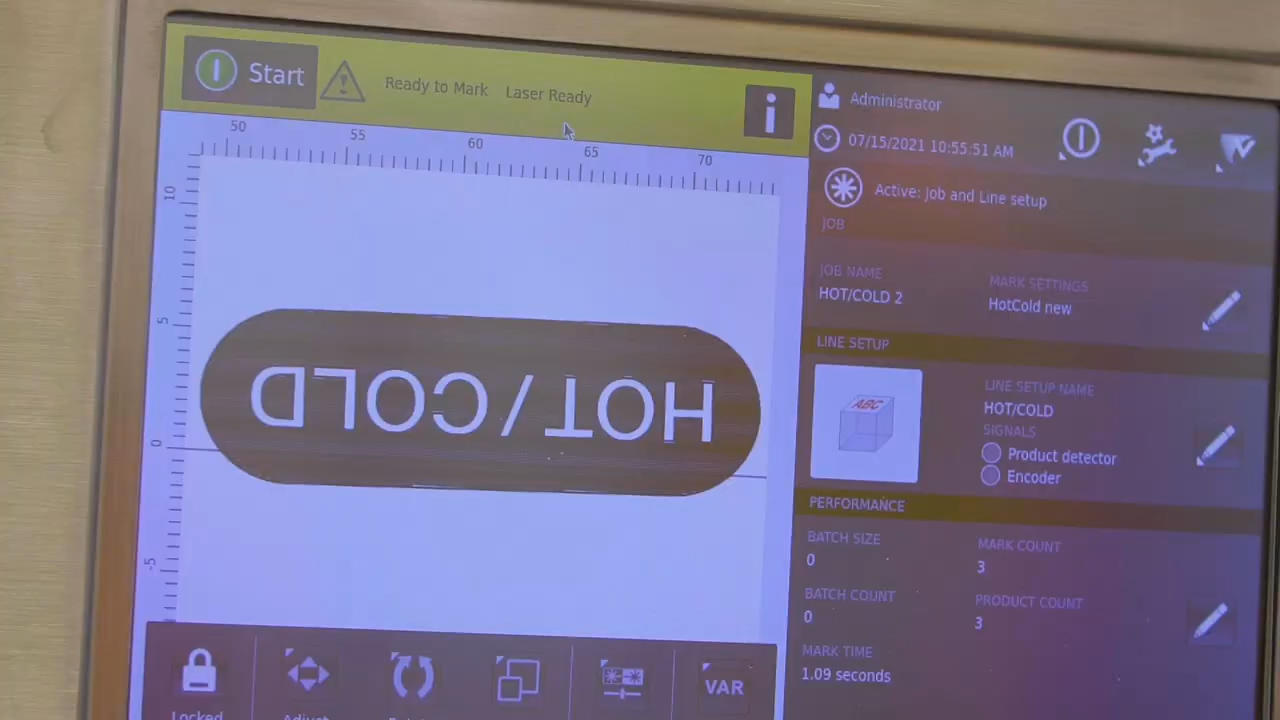 Start
Ready to Mark Laser Ready
i
Administrator
07/15/2021 10:55:51 AM
Active: Job and Line setup
50 55 60 65 70
10
5
0
-5
HOT/COLD
JOB
JOB NAME
HOT/COLD 2
MARK SETTINGS
HotCold new
LINE SETUP
ABC
LINE SETUP NAME
HOT/COLD
SIGNALS
Product detector
Encoder
PERFORMANCE
BATCH SIZE
0
MARK COUNT
3
BATCH COUNT
0
PRODUCT COUNT
3
MARK TIME
1.09 seconds
Locked
Adjust
VAR